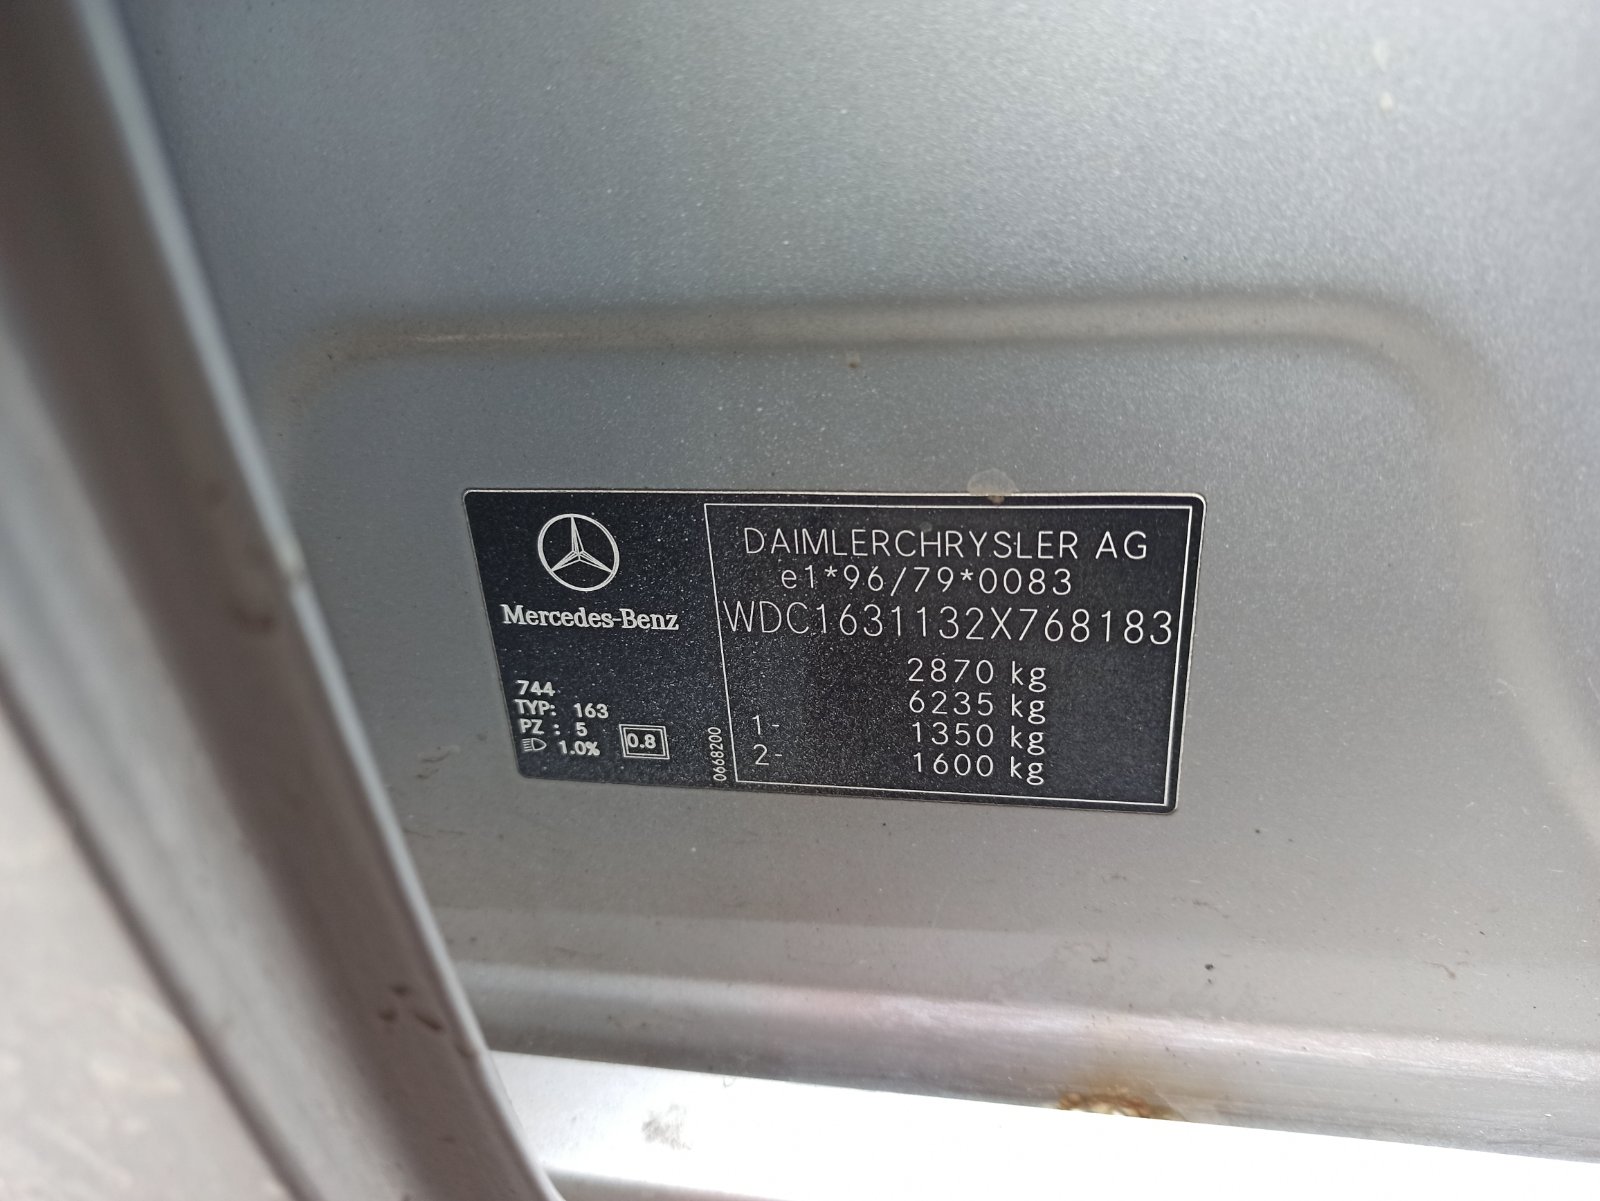 Mercedes-Benz
744
TYP: 163
PZ : 5
1.0%
0.8
0668200
DAIMLERCHRYSLER AG
e1*96/79*0083
WDC1631132X768183
2870 kg
6235 kg
1- 1350 kg
2- 1600 kg